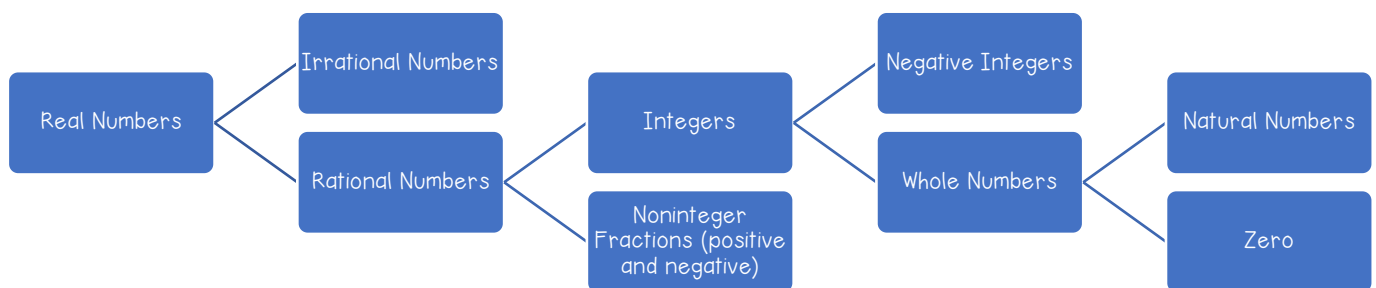 Real Numbers
Irrational Numbers
Rational Numbers
Integers
Noninteger
Fractions (positive
and negative)
Negative Integers
Whole Numbers
Natural Numbers
Zero